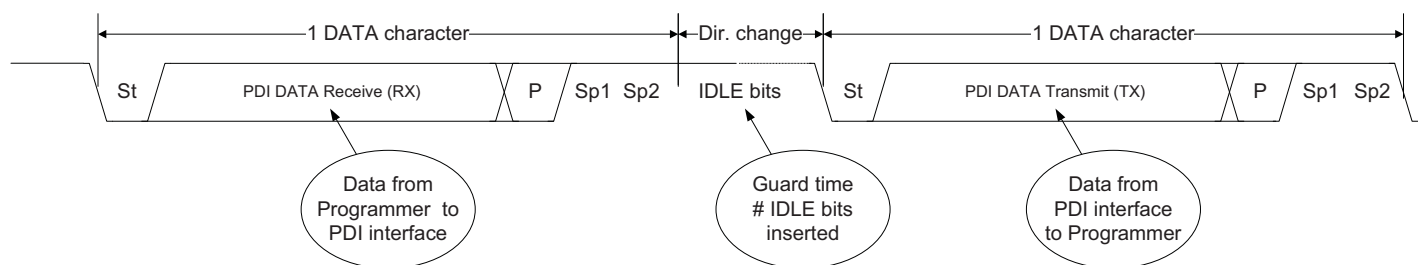 1 DATA character Dir. change 1 DATA character
St PDI DATA Receive (RX) P Sp1 Sp2 IDLE bits St PDI DATA Transmit (TX) P Sp1 Sp2
Data from
Programmer to
PDI interface
Guard time
# IDLE bits
inserted
Data from
PDI interface
to Programmer